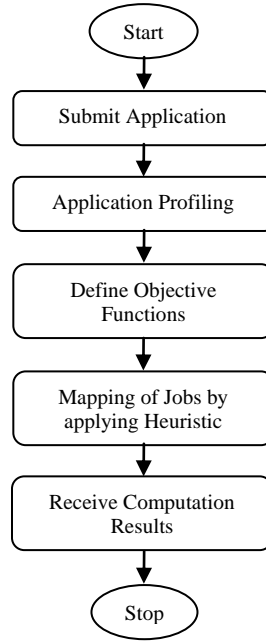 Start
Submit Application
Application Profiling
Define Objective
Functions
Mapping of Jobs by
applying Heuristic
Receive Computation
Results
Stop